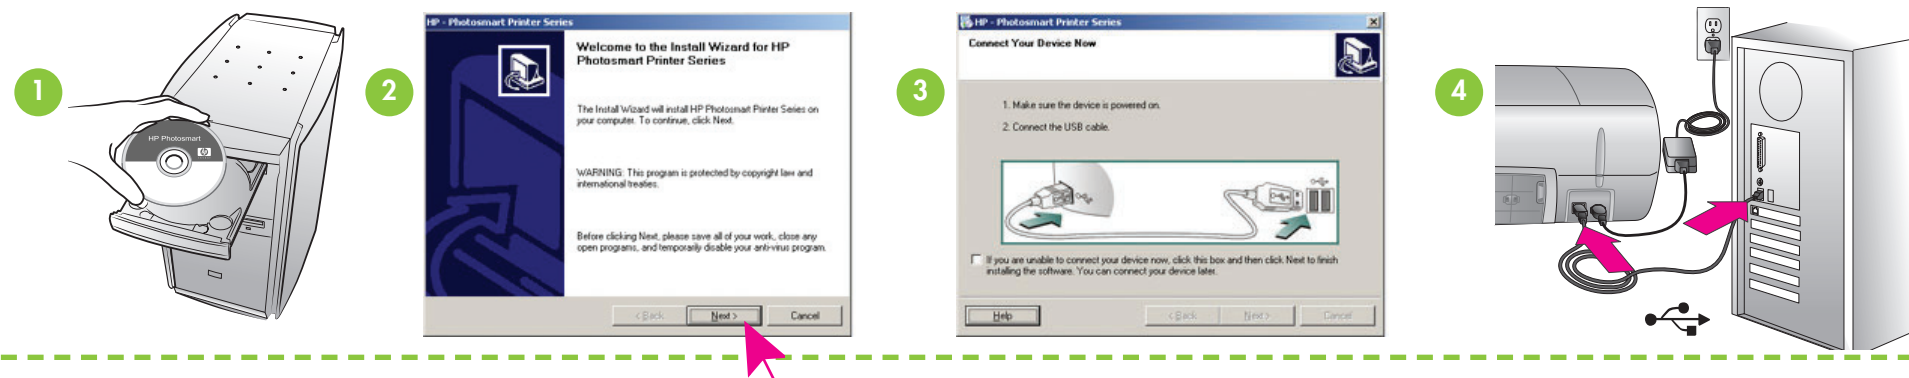 1
HP Photosmart
hp
2
HP - Photosmart Printer Series
Welcome to the Install Wizard for HP
Photosmart Printer Series
The Install Wizard will install HP Photosmart Printer Series on
your computer. To continue, click Next.
WARNING: This program is protected by copyright law and
international treaties.
Before clicking Next, please save all of your work, close any
open programs, and temporarily disable your anti-virus program.
< Back
Next >
Cancel
3
HP - Photosmart Printer Series
Connect Your Device Now
1. Make sure the device is powered on.
2. Connect the USB cable.
If you are unable to connect your device now, click this box and then click Next to finish
installing the software. You can connect your device later.
Help
< Back
Next >
Cancel
4